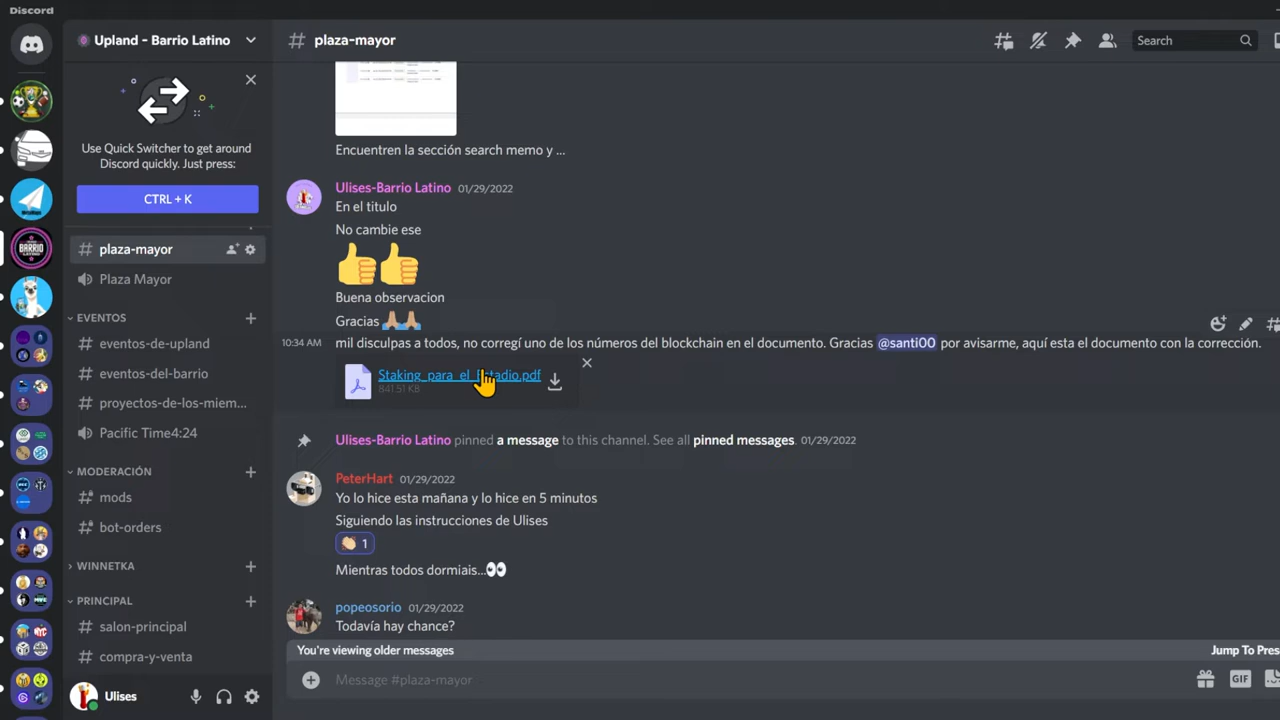 Discord
Upland - Barrio Latino
# plaza-mayor
Search
Use Quick Switcher to get around
Discord quickly. Just press:
CTRL + K
# plaza-mayor
Plaza Mayor
EVENTOS
# eventos-de-upland
# eventos-del-barrio
# proyectos-de-los-miem...
# Pacific Time4:24
MODERACIÓN
# mods
# bot-orders
WINNETKA
PRINCIPAL
# salon-principal
# compra-y-venta
Ulises
Encuentren la sección search memo y ...
Ulises-Barrio Latino 01/29/2022
En el titulo
No cambie ese
👍👍
Buena observacion
Gracias 🙏🏽
10:34 AM mil disculpas a todos, no corregí uno de los números del blockchain en el documento. Gracias @santi00 por avisarme, aquí esta el documento con la corrección.
Staking_para_el_Estadio.pdf
841.51 KB
Ulises-Barrio Latino pinned a message to this channel. See all pinned messages. 01/29/2022
PeterHart 01/29/2022
Yo lo hice esta mañana y lo hice en 5 minutos
Siguiendo las instrucciones de Ulises
👏🏻 1
Mientras todos dormiais...👀
popeosorio 01/29/2022
Todavía hay chance?
You're viewing older messages
Jump To Pres
Message #plaza-mayor
GIF